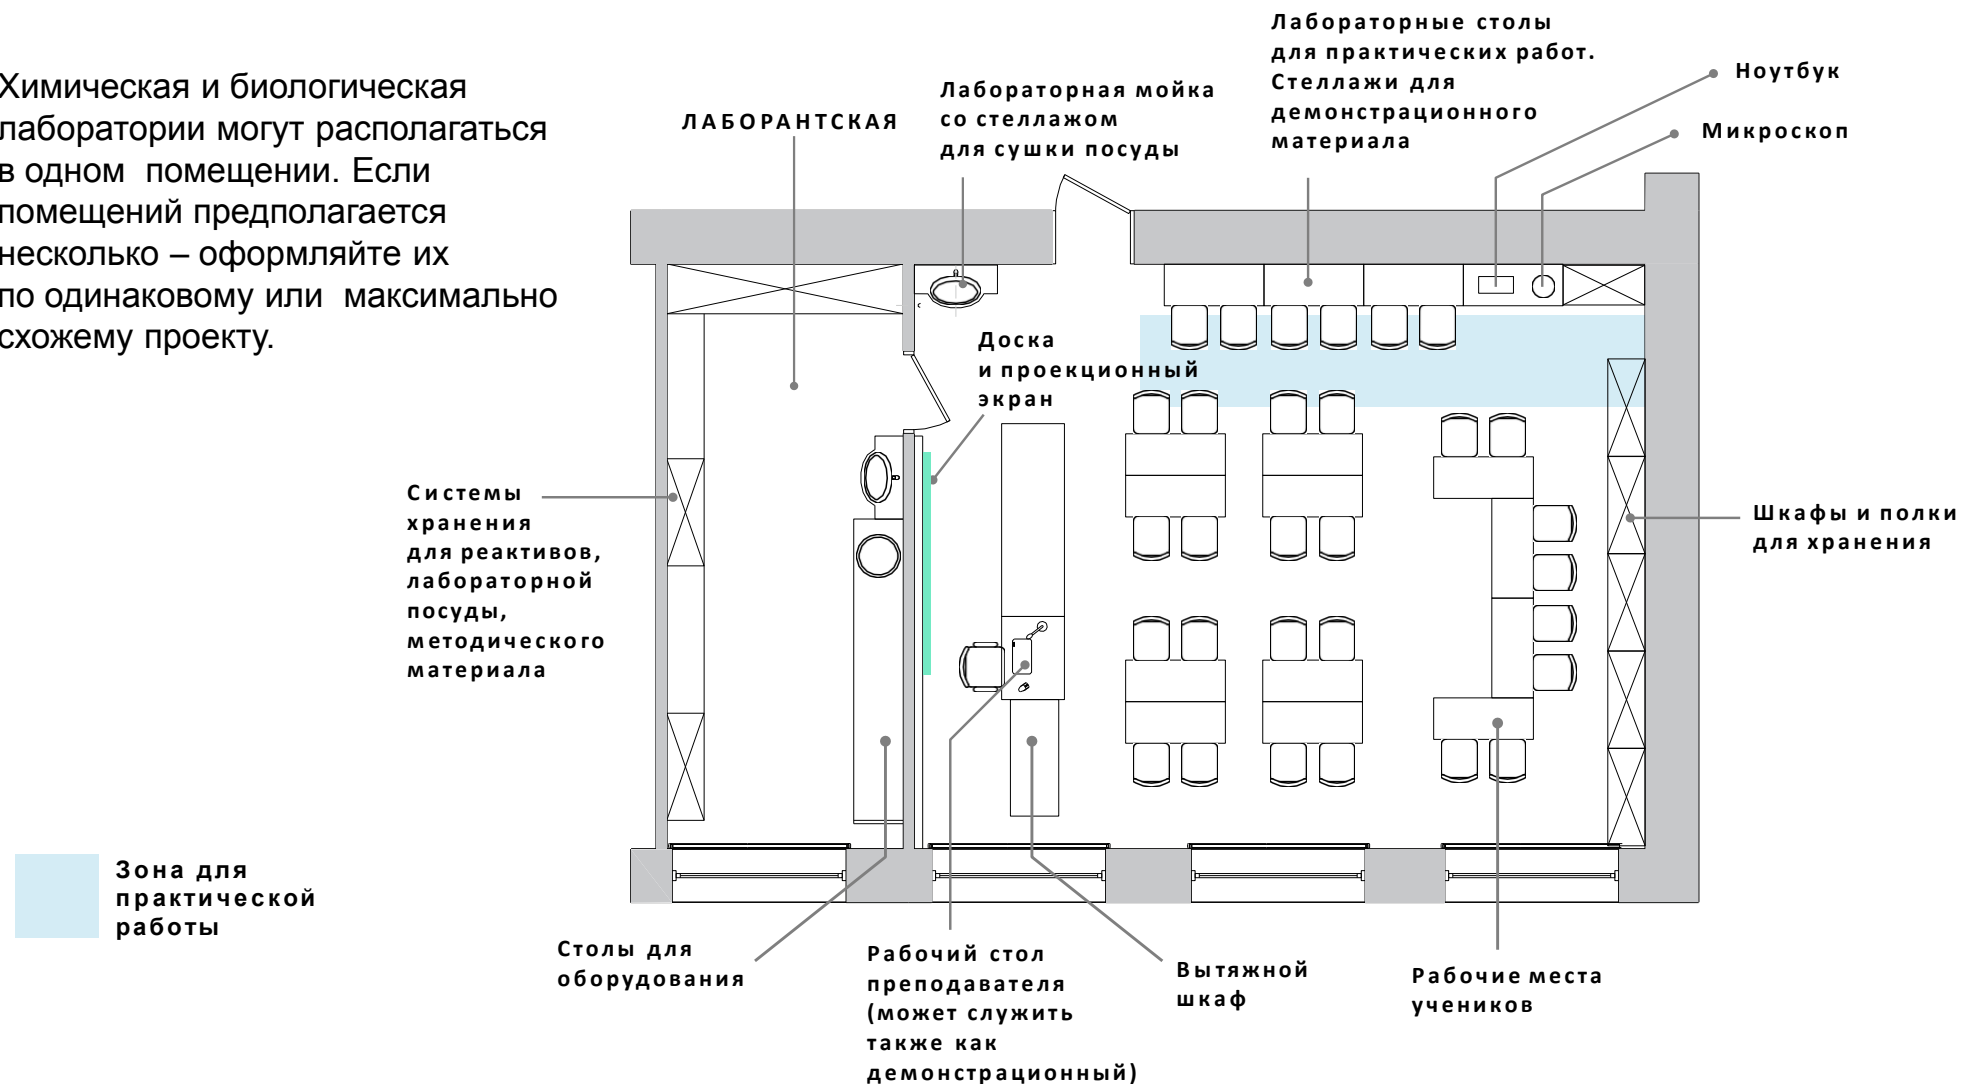 Химическая и биологическая
лаборатории могут располагаться
в одном помещении. Если
помещений предполагается
несколько – оформляйте их
по одинаковому или максимально
схожему проекту.
ЛАБОРАНТСКАЯ
Лабораторная мойка
со стеллажом
для сушки посуды
Лабораторные столы
для практических работ.
Стеллажи для
демонстрационного
материала
Ноутбук
Микроскоп
Доска
и проекционный
экран
Системы
хранения
для реактивов,
лабораторной
посуды,
методического
материала
Шкафы и полки
для хранения
Зона для
практической
работы
Столы для
оборудования
Рабочий стол
преподавателя
(может служить
также как
демонстрационный)
Вытяжной
шкаф
Рабочие места
учеников